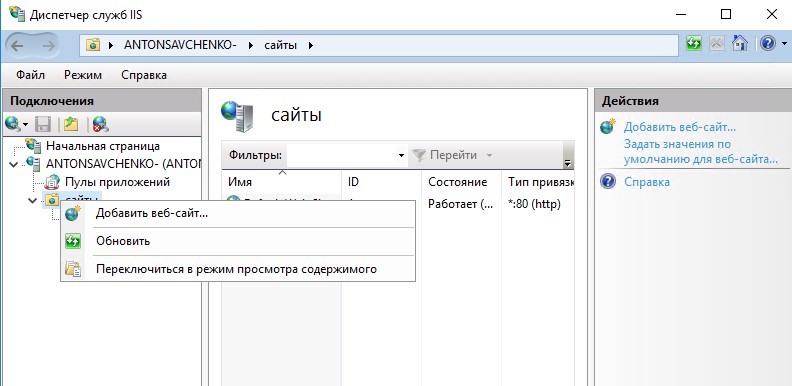 Диспетчер служб IIS
ANTONSAVCHENKO-
сайты
Файл Режим Справка
Подключения
Начальная страница
ANTONSAVCHENKO- (ANTON
Пулы приложений
сайты
Добавить веб-сайт...
Обновить
Переключиться в режим просмотра содержимого
сайты
Фильтры: Перейти
Имя ID Состояние Тип привязк
Работает (... *:80 (http)
Действия
Добавить веб-сайт...
Задать значения по
умолчанию для веб-сайта...
Справка